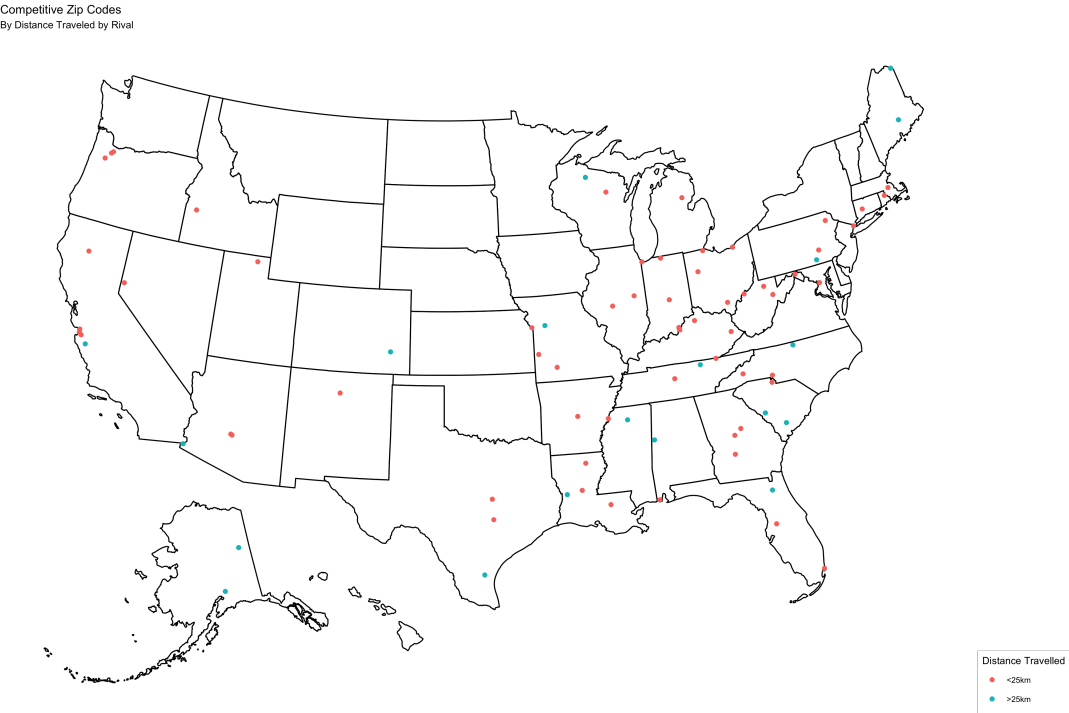 Competitive Zip Codes
By Distance Traveled by Rival
Distance Travelled
<25km
>25km